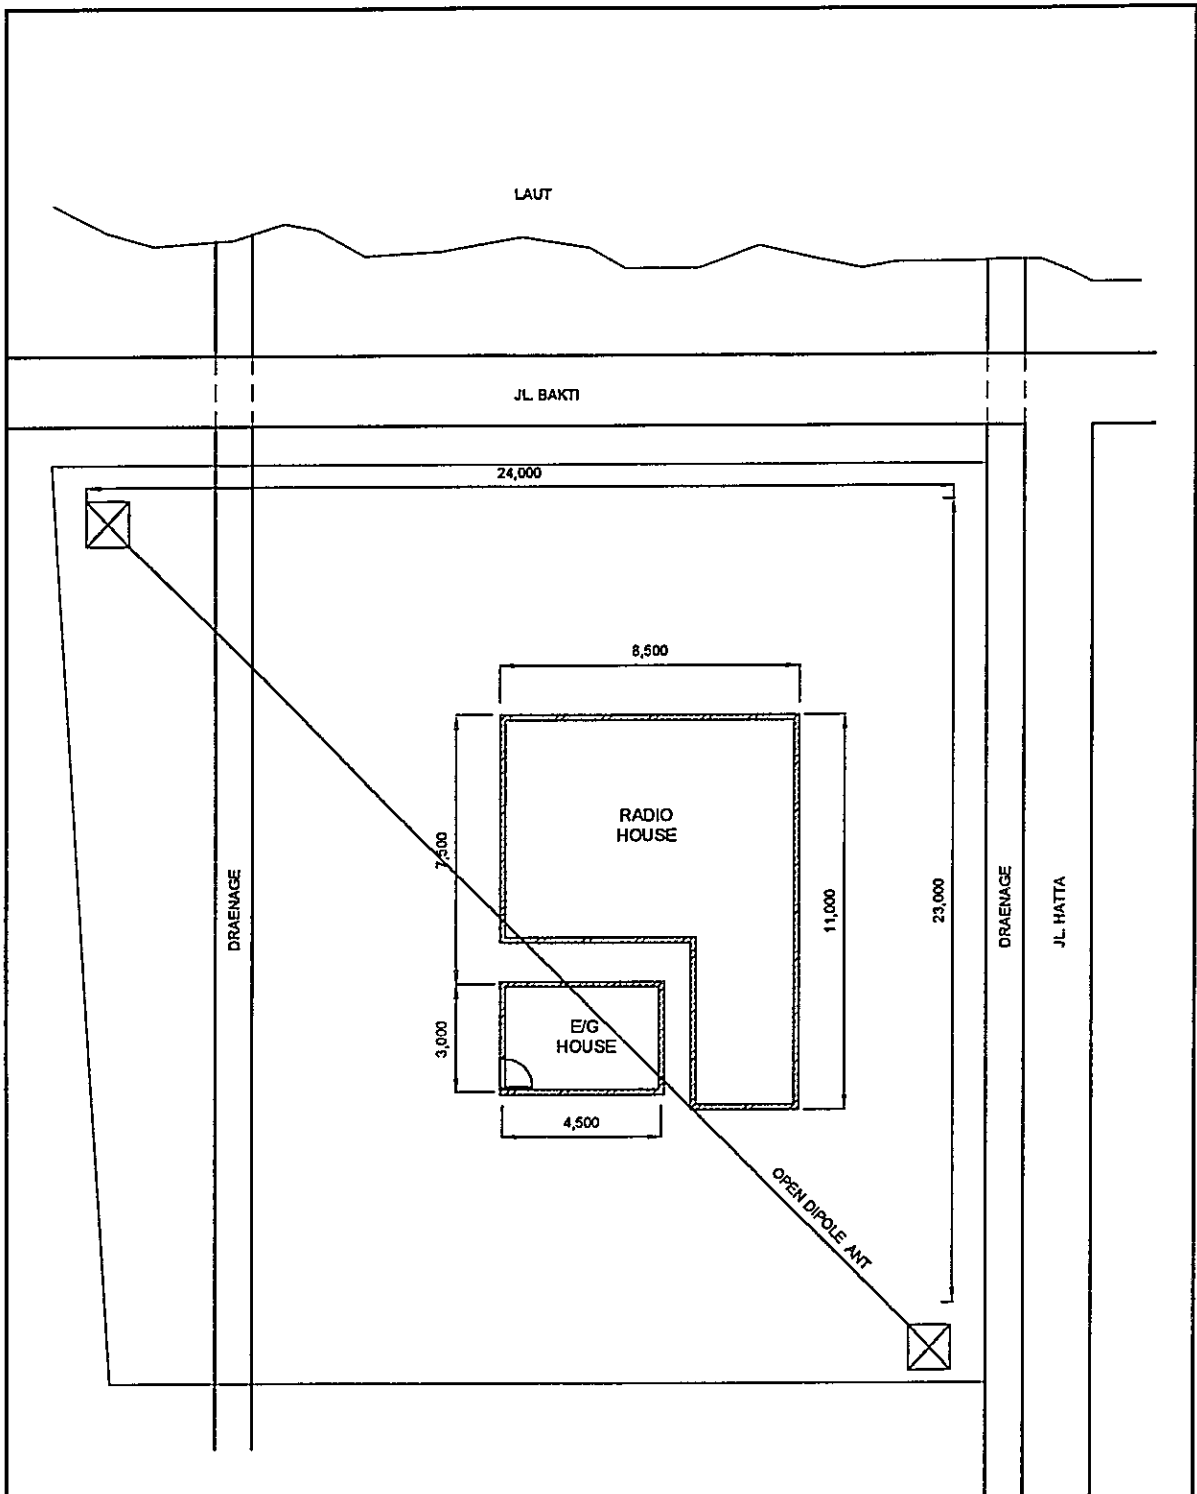 LAUT
JL. BAKTI
24,000
8,500
RADIO
HOUSE
7,500
11,000
23,000
DRAENAGE
DRAENAGE
JL. HATTA
E/G
HOUSE
3,000
4,500
OPEN DIPOLE ANT